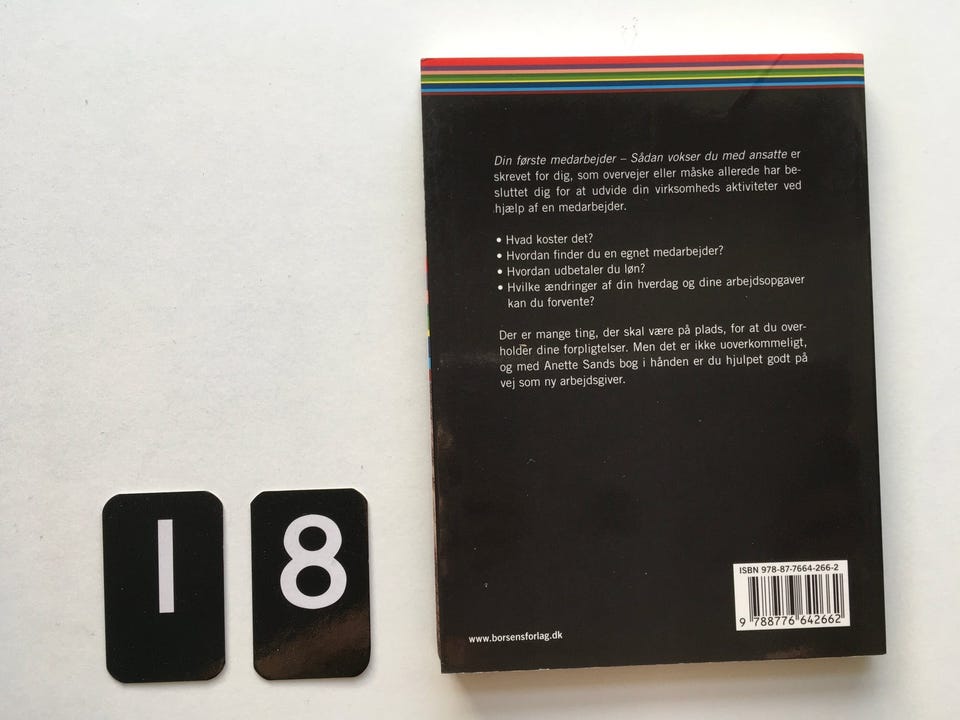 Din første medarbejder – Sådan vokser du med ansatte er
skrevet for dig, som overvejer eller måske allerede har be-
sluttet dig for at udvide din virksomheds aktiviteter ved
hjælp af en medarbejder.
• Hvad koster det?
• Hvordan finder du en egnet medarbejder?
• Hvordan udbetaler du løn?
• Hvilke ændringer af din hverdag og dine arbejdsopgaver
kan du forvente?
Der er mange ting, der skal være på plads, for at du over-
holder dine forpligtelser. Men det er ikke uoverkommeligt,
og med Anette Sands bog i hånden er du hjulpet godt på
vej som ny arbejdsgiver.
18
ISBN 978-87-7664-266-2
9 788776 642662
www.borsensforlag.dk